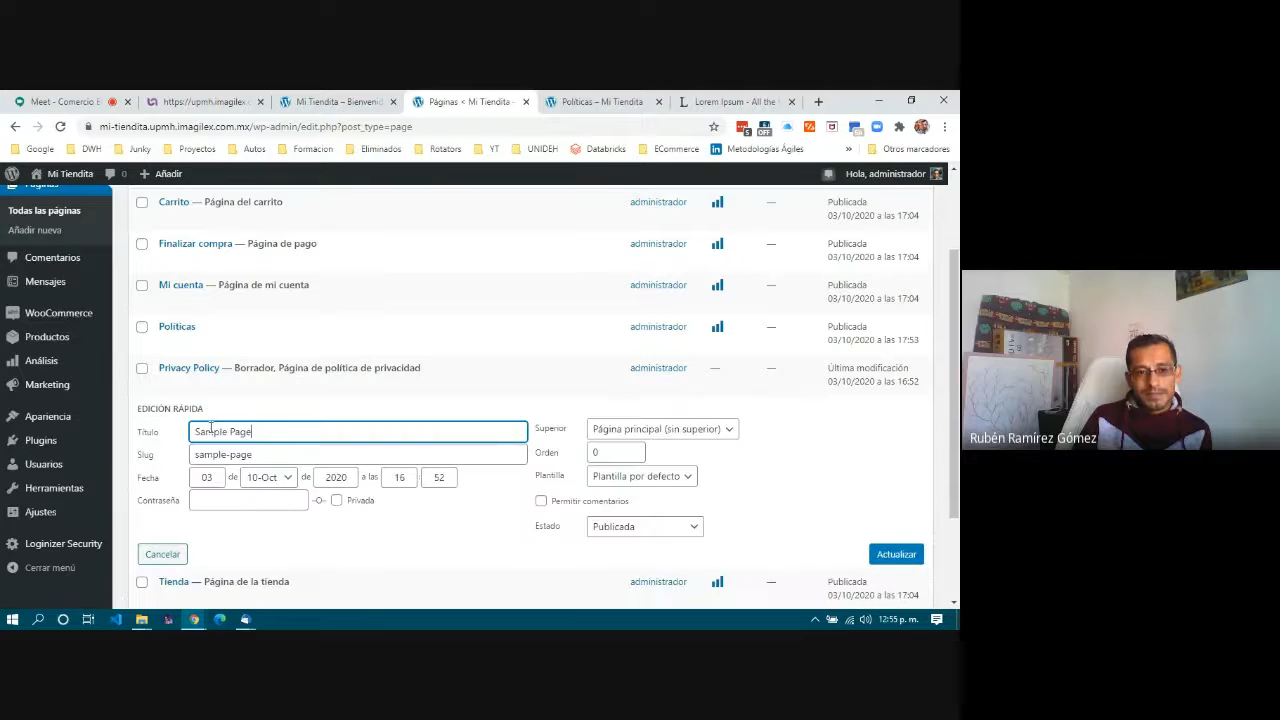 Meet - Comercio E
https://upmh.imagilex.c
Mi Tiendita – Bienveni
Páginas < Mi Tiendita -
Políticas – Mi Tiendita
Lorem Ipsum - All the
mi-tiendita.upmh.imagilex.com.mx/wp-admin/edit.php?post_type=page
Google
DWH
Junky
Proyectos
Autos
Formacion
Eliminados
Rotators
YT
UNIDEH
Databricks
ECommerce
Metodologías Ágiles
»
Otros marcadores
Mi Tiendita
0
Añadir
Hola, administrador
Páginas
Todas las páginas
Añadir nueva
Comentarios
Mensajes
WooCommerce
Productos
Análisis
Marketing
Apariencia
Plugins
Usuarios
Herramientas
Ajustes
Loginizer Security
Cerrar menú
Carrito — Página del carrito
administrador
—
Publicada
03/10/2020 a las 17:04
Finalizar compra — Página de pago
administrador
—
Publicada
03/10/2020 a las 17:04
Mi cuenta — Página de mi cuenta
administrador
—
Publicada
03/10/2020 a las 17:04
Políticas
administrador
—
Publicada
03/10/2020 a las 17:53
Privacy Policy — Borrador, Página de política de privacidad
administrador
—
—
Última modificación
03/10/2020 a las 16:52
EDICIÓN RÁPIDA
Título
Sample Page
Slug
sample-page
Fecha
03 de 10-Oct de 2020 a las 16 52
Contraseña
–O– Privada
Superior
Página principal (sin superior)
Orden
0
Plantilla
Plantilla por defecto
Permitir comentarios
Estado
Publicada
Cancelar
Actualizar
Tienda — Página de la tienda
administrador
—
Publicada
03/10/2020 a las 17:04
12:55 p. m.
Rubén Ramírez Gómez